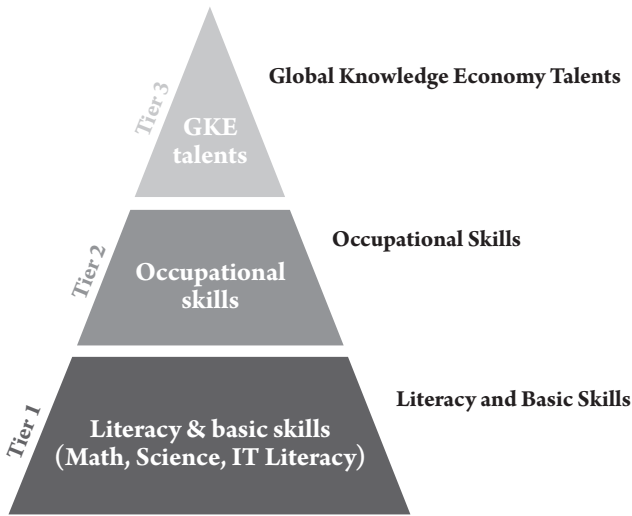 Global Knowledge Economy Talents
Tier 3
GKE
talents
Occupational Skills
Tier 2
Occupational
skills
Literacy and Basic Skills
Tier 1
Literacy & basic skills
(Math, Science, IT Literacy)